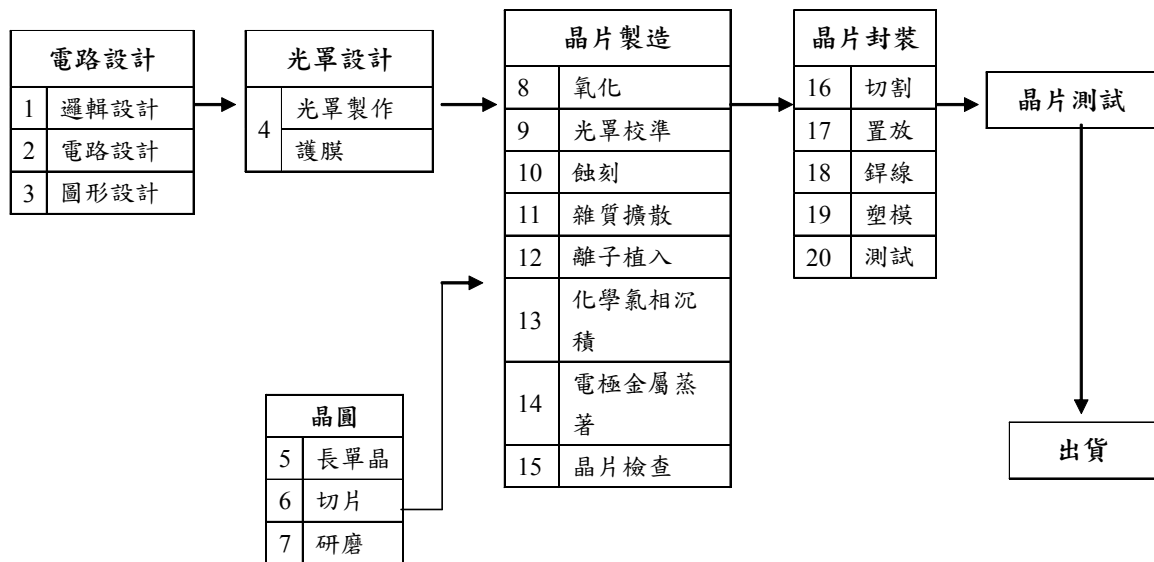 電路設計
1 邏輯設計
2 電路設計
3 圖形設計
光罩設計
4 光罩製作
護膜
晶圓
5 長單晶
6 切片
7 研磨
晶片製造
8 氧化
9 光罩校準
10 蝕刻
11 雜質擴散
12 離子植入
13 化學氣相沉
積
14 電極金屬蒸
著
15 晶片檢查
晶片封裝
16 切割
17 置放
18 銲線
19 塑模
20 測試
晶片測試
出貨